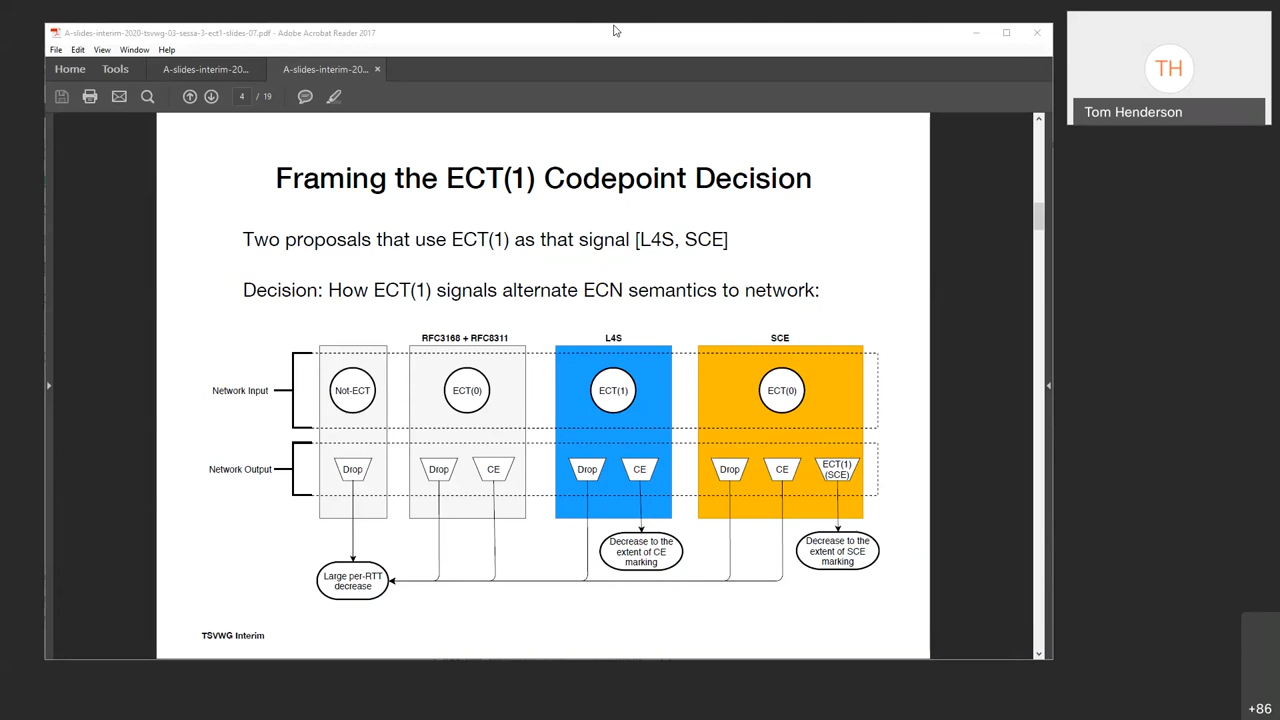 A-slides-interim-2020-tsvwg-03-sessa-3-ect1-slides-07.pdf - Adobe Acrobat Reader 2017
File Edit View Window Help
Home Tools A-slides-interim-20... A-slides-interim-20... ×
4 / 19
Framing the ECT(1) Codepoint Decision
Two proposals that use ECT(1) as that signal [L4S, SCE]
Decision: How ECT(1) signals alternate ECN semantics to network:
RFC3168 + RFC8311 L4S SCE
Network Input Not-ECT ECT(0) ECT(1) ECT(0)
Network Output Drop Drop CE Drop CE Drop CE ECT(1)
(SCE)
Decrease to the
extent of CE
marking
Decrease to the
extent of SCE
marking
Large per-RTT
decrease
TSVWG Interim
TH
Tom Henderson
+86